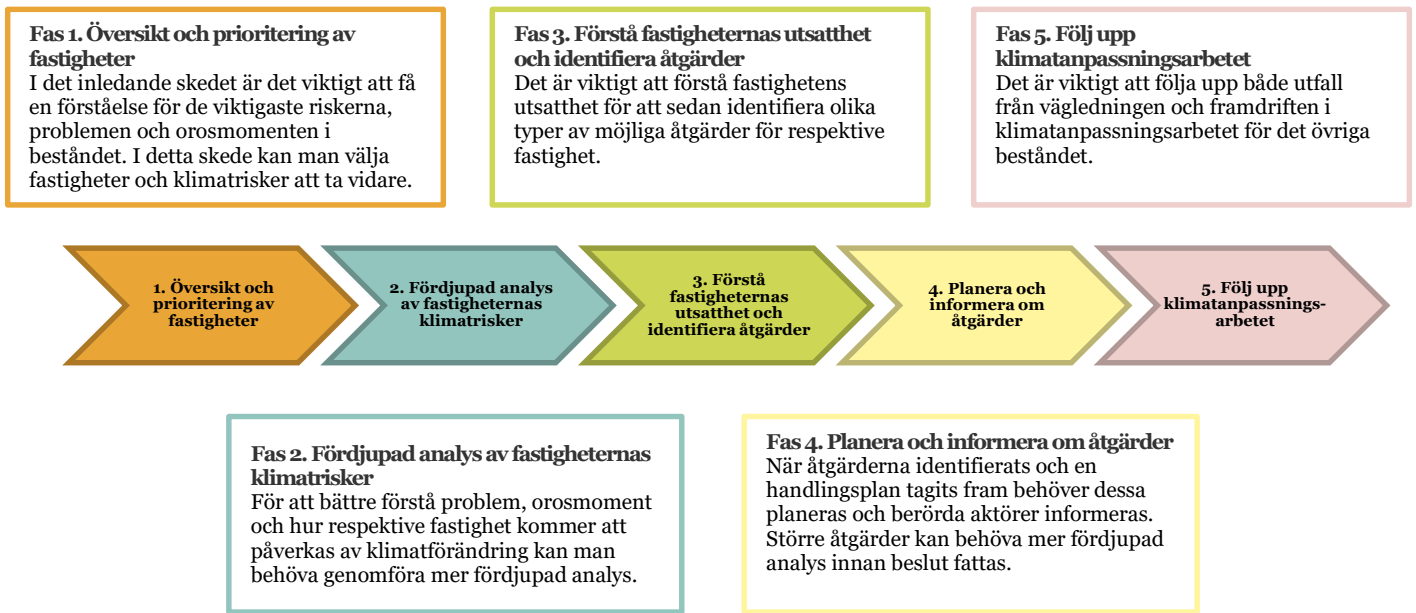 Fas 1. Översikt och prioritering av
fastigheter
I det inledande skedet är det viktigt att få
en förståelse för de viktigaste riskerna,
problemen och orosmomenten i
beståndet. I detta skede kan man välja
fastigheter och klimatrisker att ta vidare.
Fas 3. Förstå fastigheternas utsatthet
och identifiera åtgärder
Det är viktigt att förstå fastighetens
utsatthet för att sedan identifiera olika
typer av möjliga åtgärder för respektive
fastighet.
Fas 5. Följ upp
klimatanpassningsarbetet
Det är viktigt att följa upp både utfall
från vägledningen och framdriften i
klimatanpassningsarbetet för det övriga
beståndet.
1. Översikt och
prioritering av
fastigheter
2. Fördjupad analys
av fastigheternas
klimatrisker
3. Förstå
fastigheternas
utsatthet och
identifiera åtgärder
4. Planera och
informera om
åtgärder
5. Följ upp
klimatanpassnings-
arbetet
Fas 2. Fördjupad analys av fastigheternas
klimatrisker
För att bättre förstå problem, orosmoment
och hur respektive fastighet kommer att
påverkas av klimatförändring kan man
behöva genomföra mer fördjupad analys.
Fas 4. Planera och informera om åtgärder
När åtgärderna identifierats och en
handlingsplan tagits fram behöver dessa
planeras och berörda aktörer informeras.
Större åtgärder kan behöva mer fördjupad
analys innan beslut fattas.